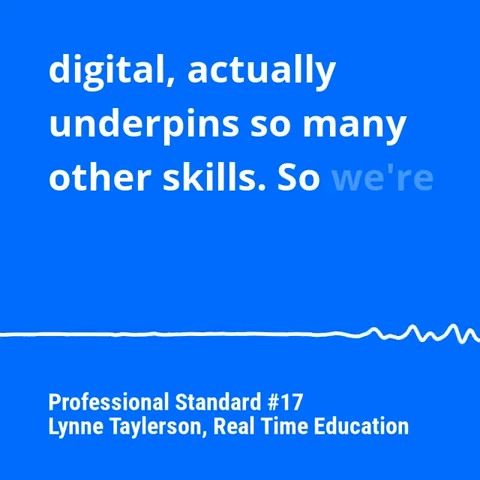 digital, actually
underpins so many
other skills. So we're
Professional Standard #17
Lynne Taylerson, Real Time Education